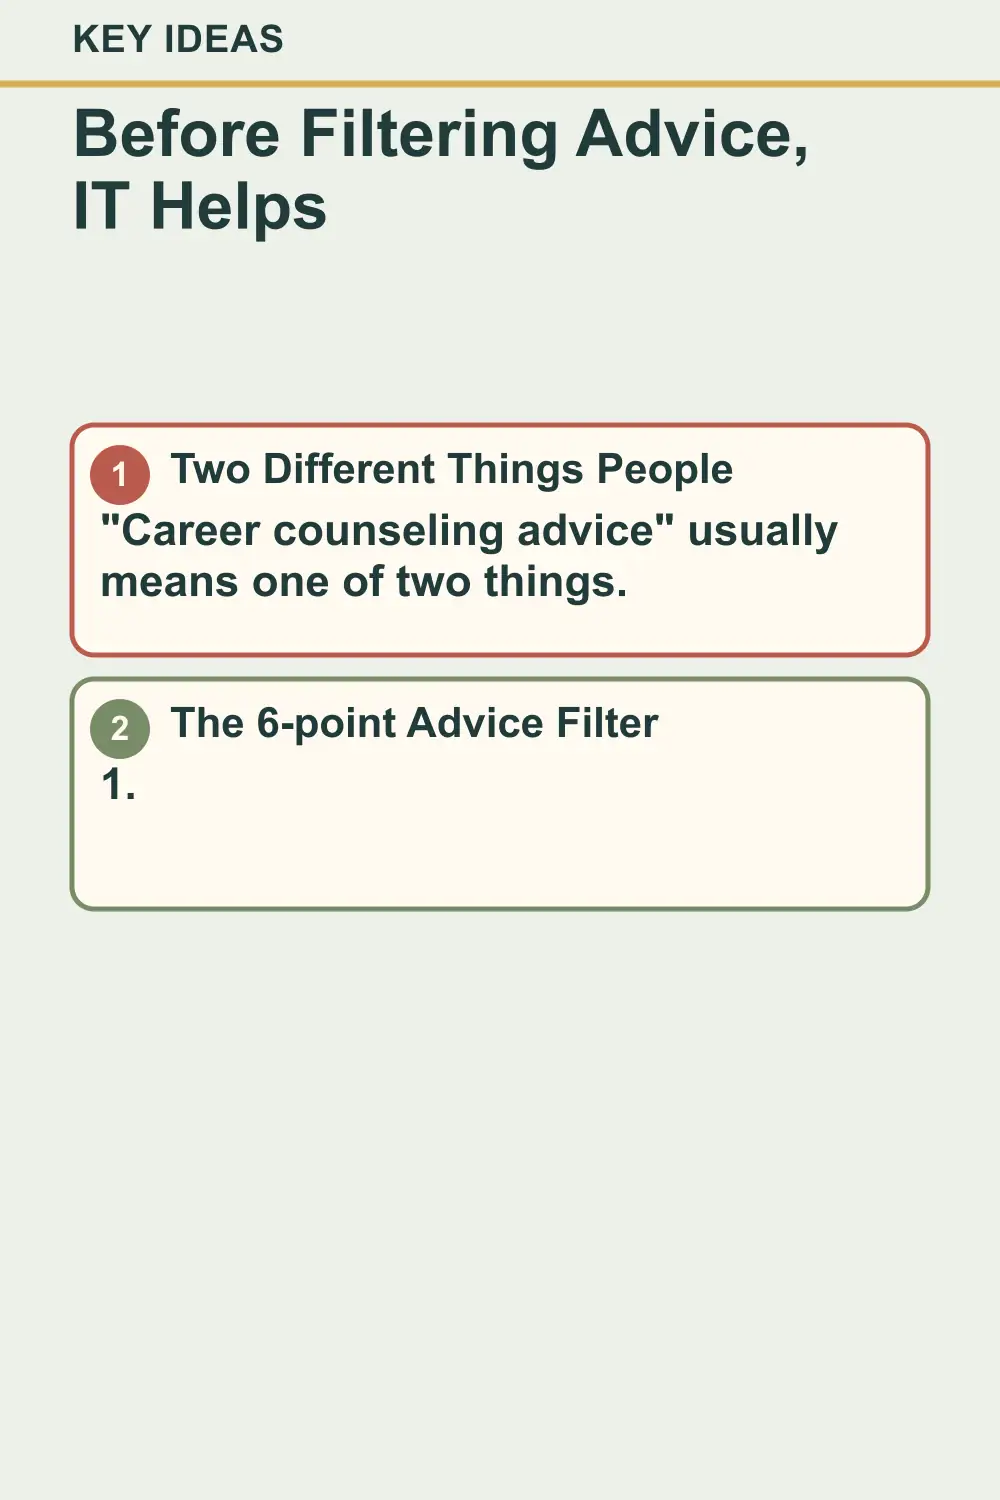 KEY IDEAS
Before Filtering Advice,
IT Helps
1 Two Different Things People
"Career counseling advice" usually
means one of two things.
2 The 6-point Advice Filter
1.